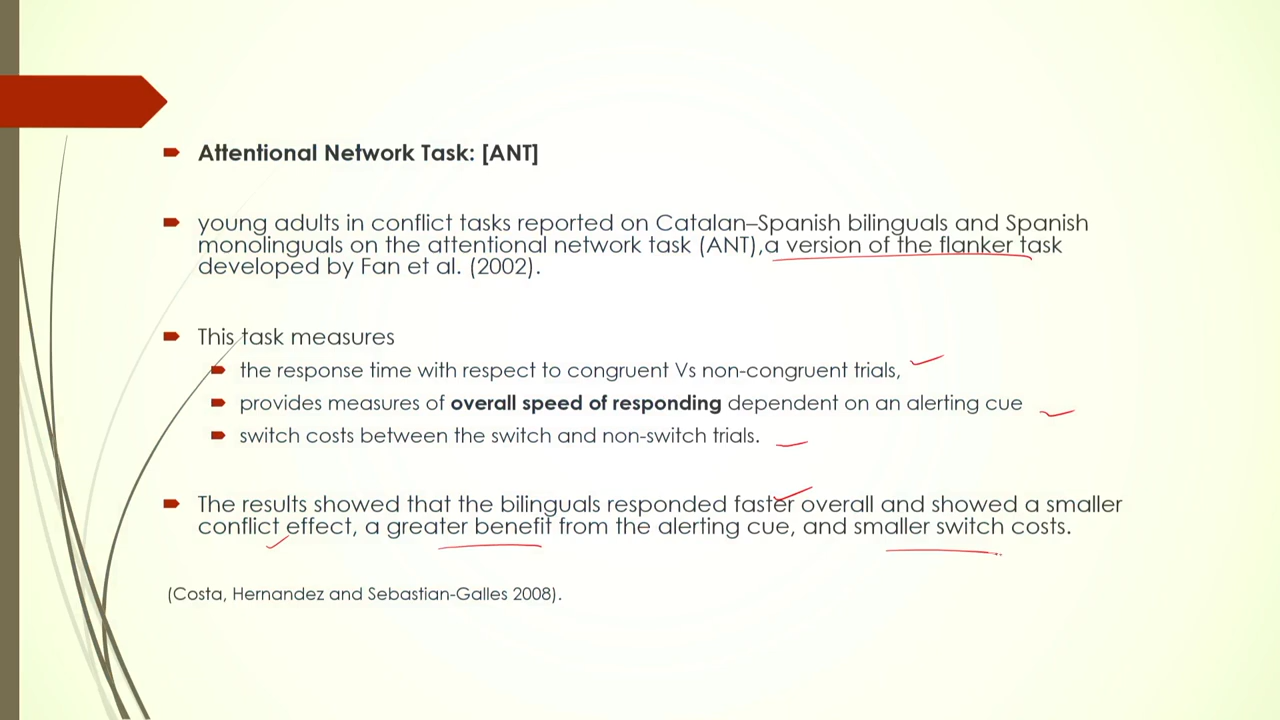 Attentional Network Task: [ANT]
young adults in conflict tasks reported on Catalan–Spanish bilinguals and Spanish
monolinguals on the attentional network task (ANT),a version of the flanker task
developed by Fan et al. (2002).
This task measures
the response time with respect to congruent Vs non-congruent trials,
provides measures of overall speed of responding dependent on an alerting cue
switch costs between the switch and non-switch trials.
The results showed that the bilinguals responded faster overall and showed a smaller
conflict effect, a greater benefit from the alerting cue, and smaller switch costs.
(Costa, Hernandez and Sebastian-Galles 2008).